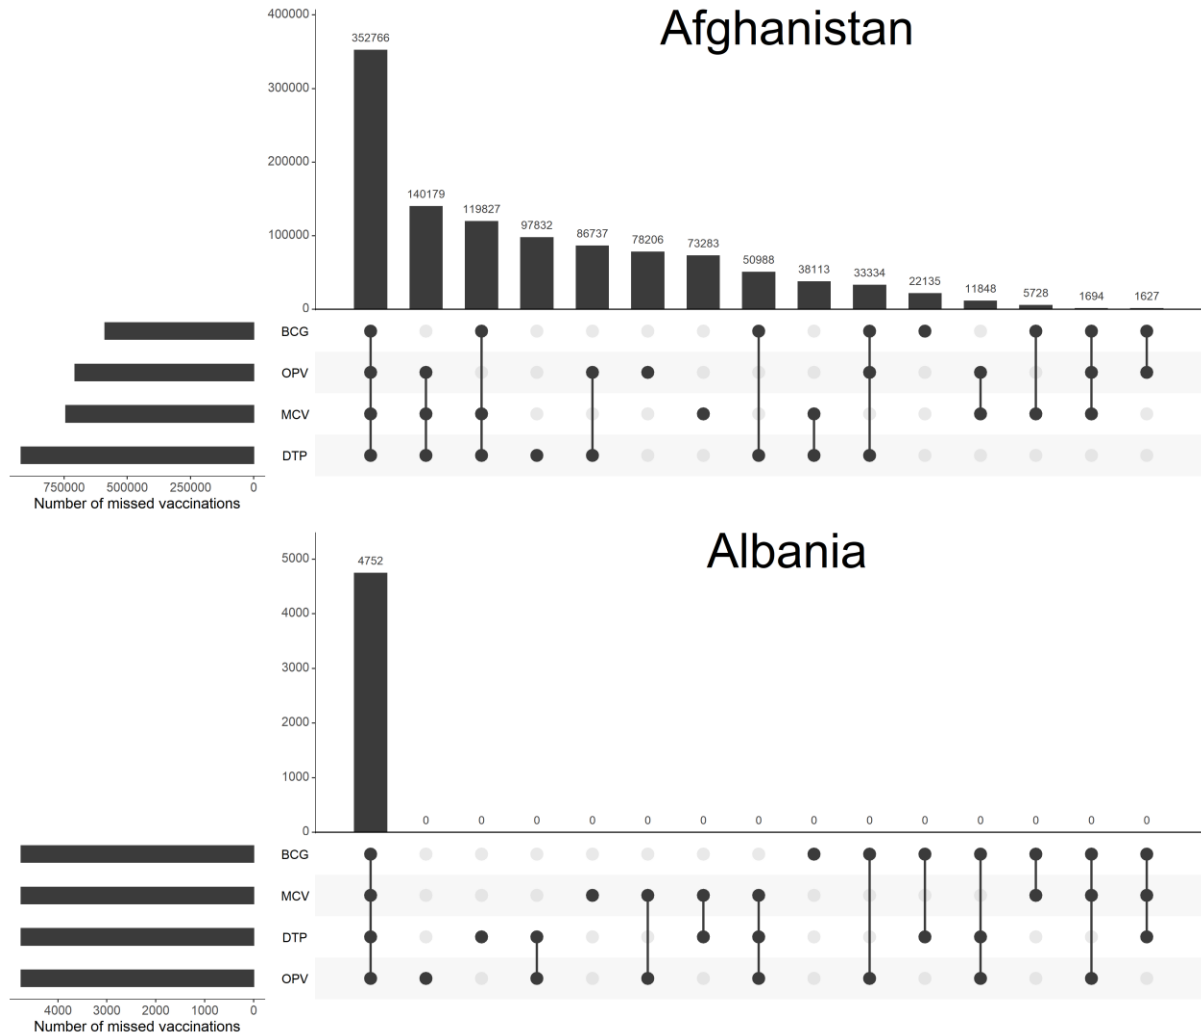 Afghanistan
400000
300000
200000
100000
0
352766
140179
119827
97832
86737
78206
73283
50988
38113
33334
22135
11848
5728
1694
1627
BCG
OPV
MCV
DTP
750000 500000 250000 0
Number of missed vaccinations
Albania
5000
4000
3000
2000
1000
0
4752
0 0 0 0 0 0 0 0 0 0 0 0 0 0
BCG
MCV
DTP
OPV
4000 3000 2000 1000 0
Number of missed vaccinations